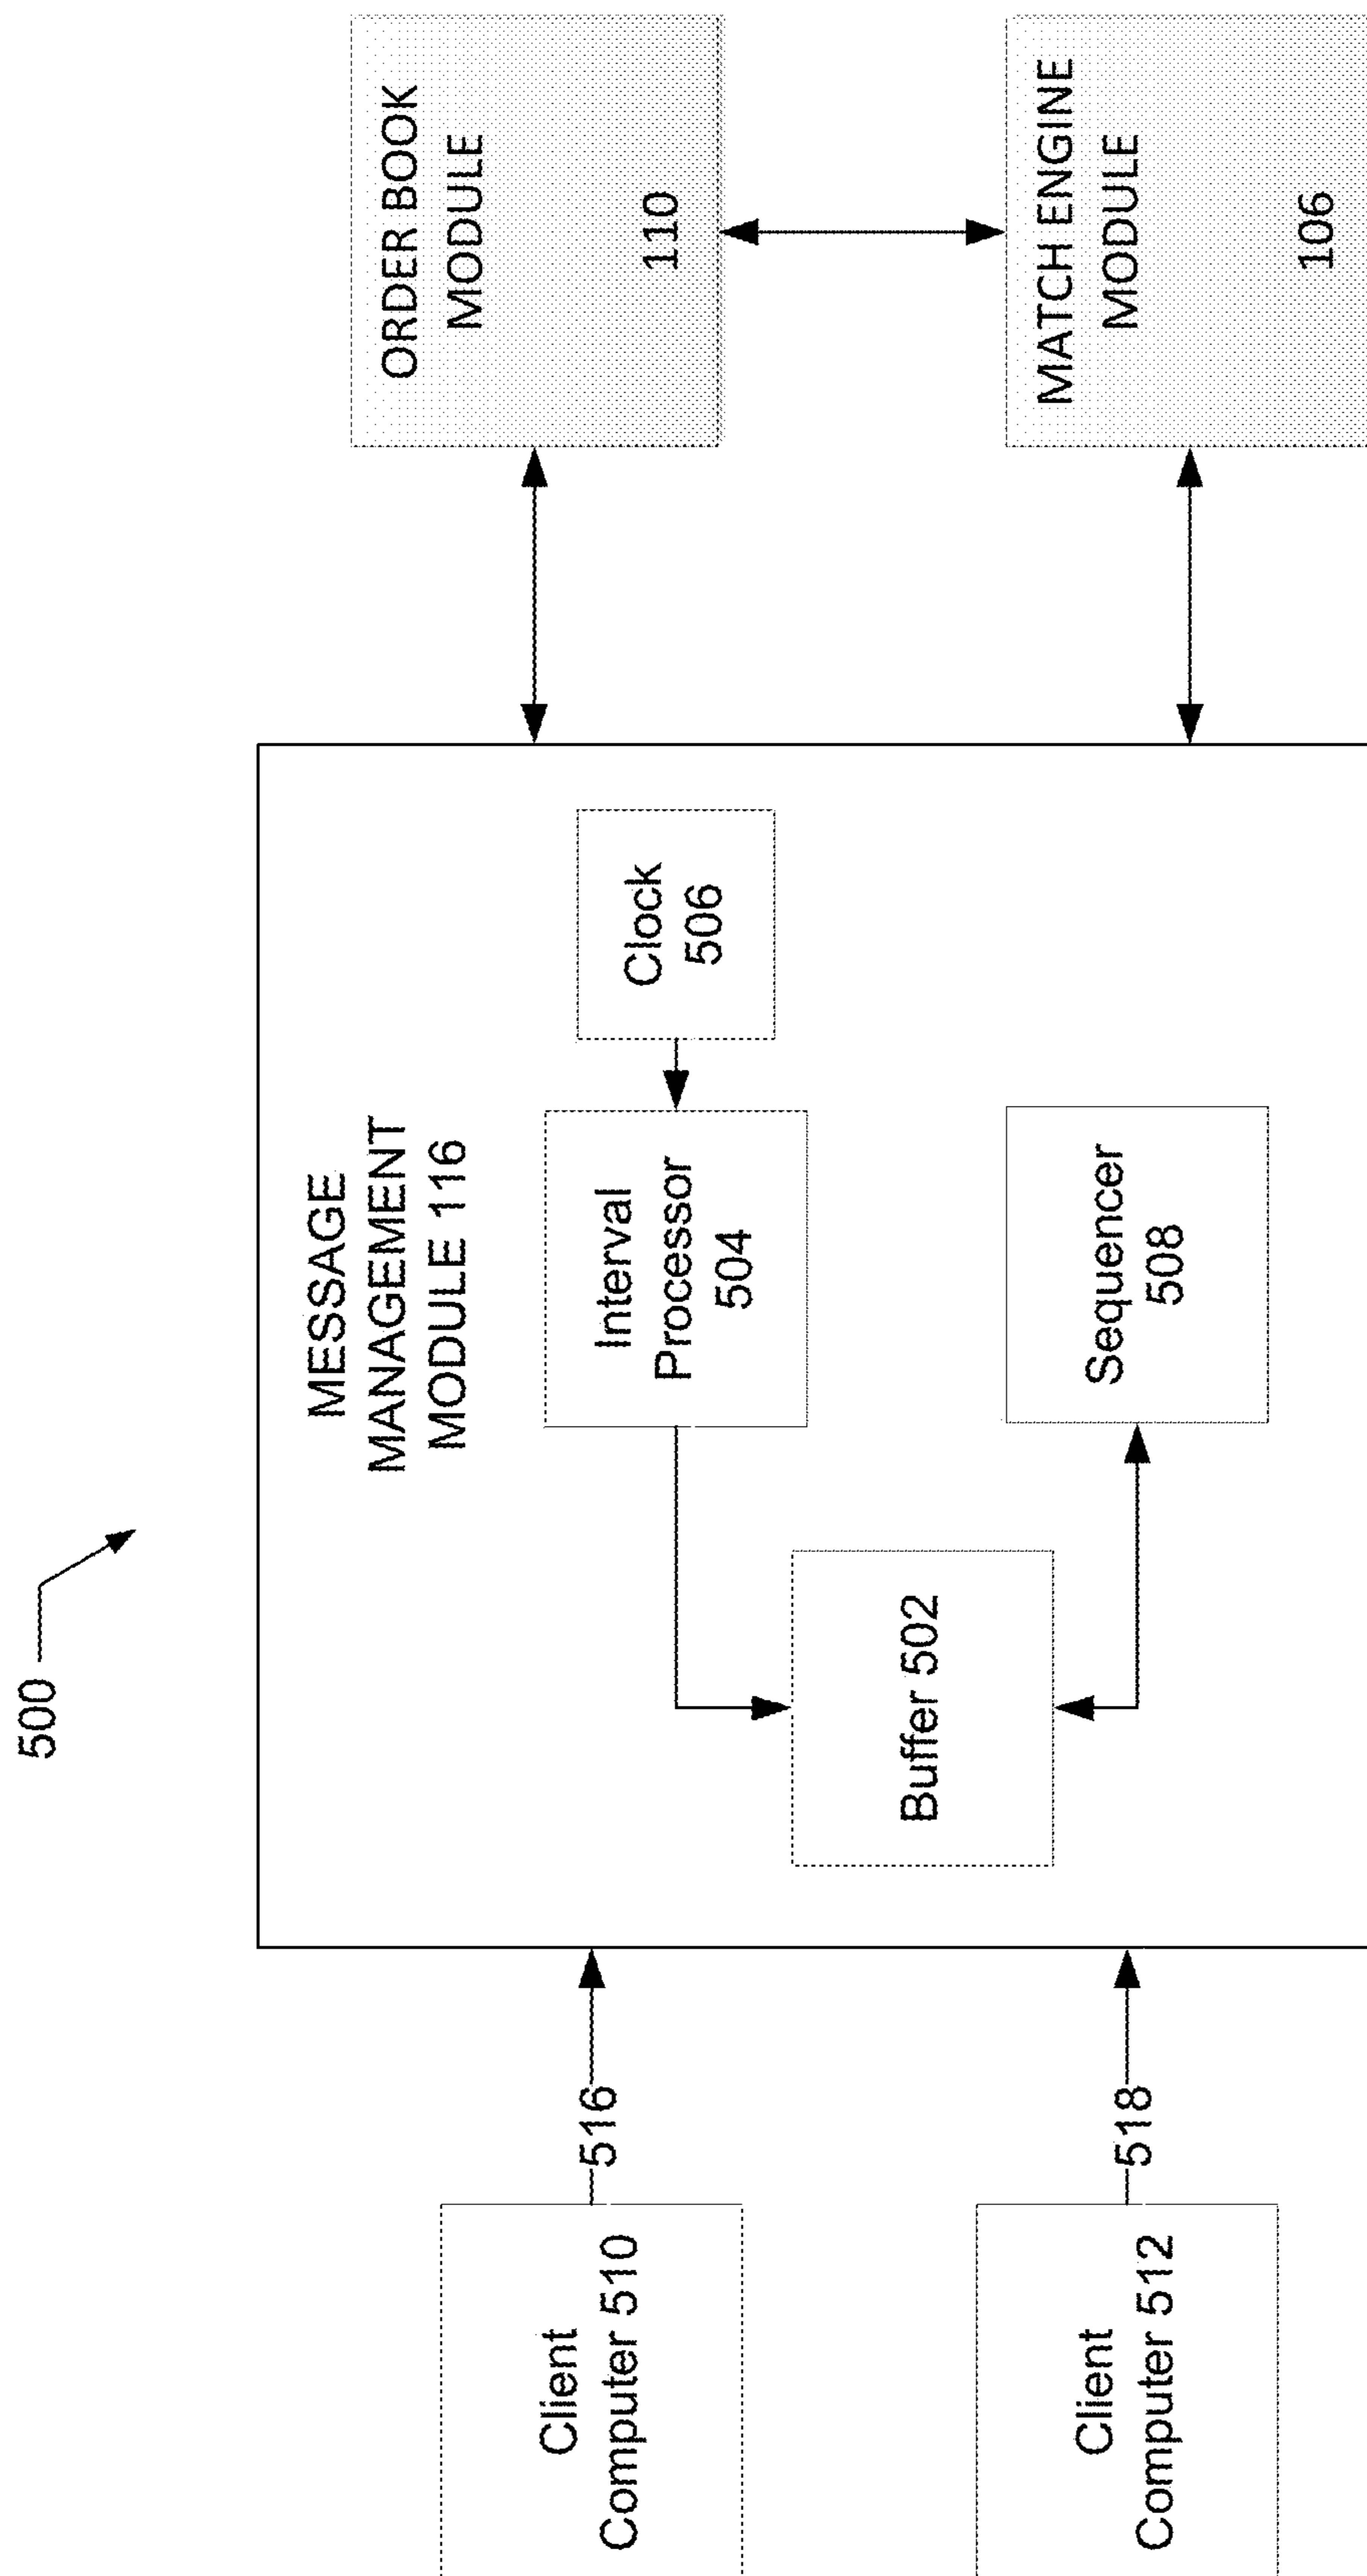 500
Client
Computer 510
Client
Computer 512
516
518
MESSAGE
MANAGEMENT
MODULE 116
Buffer 502
Interval
Processor
504
Clock
506
Sequencer
508
ORDER BOOK
MODULE
110
MATCH ENGINE
MODULE
106